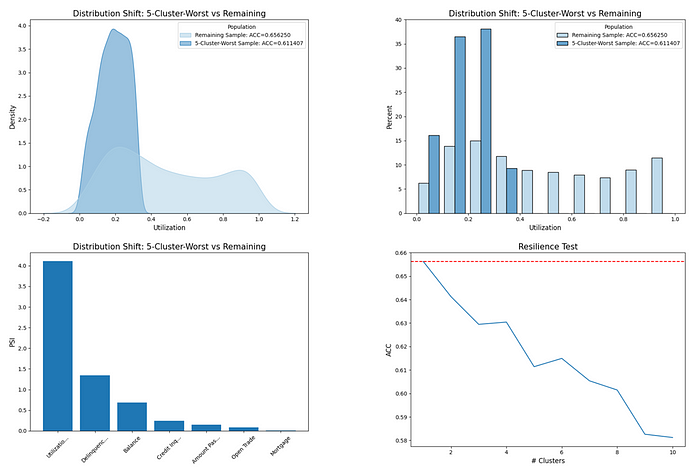 Distribution Shift: 5-Cluster-Worst vs Remaining
Population
Remaining Sample: ACC=0.656250
5-Cluster-Worst Sample: ACC=0.611407
Density
4.0
3.5
3.0
2.5
2.0
1.5
1.0
0.5
0.0
−0.2 0.0 0.2 0.4 0.6 0.8 1.0 1.2
Utilization
Distribution Shift: 5-Cluster-Worst vs Remaining
Population
Remaining Sample: ACC=0.656250
5-Cluster-Worst Sample: ACC=0.611407
Percent
40
35
30
25
20
15
10
5
0
0.0 0.2 0.4 0.6 0.8 1.0
Utilization
Distribution Shift: 5-Cluster-Worst vs Remaining
PSI
4.0
3.5
3.0
2.5
2.0
1.5
1.0
0.5
0.0
Utilizatio...
Delinquenc...
Balance
Credit Inq...
Amount Pas...
Open Trade
Mortgage
Resilience Test
ACC
0.66
0.65
0.64
0.63
0.62
0.61
0.60
0.59
0.58
2 4 6 8 10
# Clusters